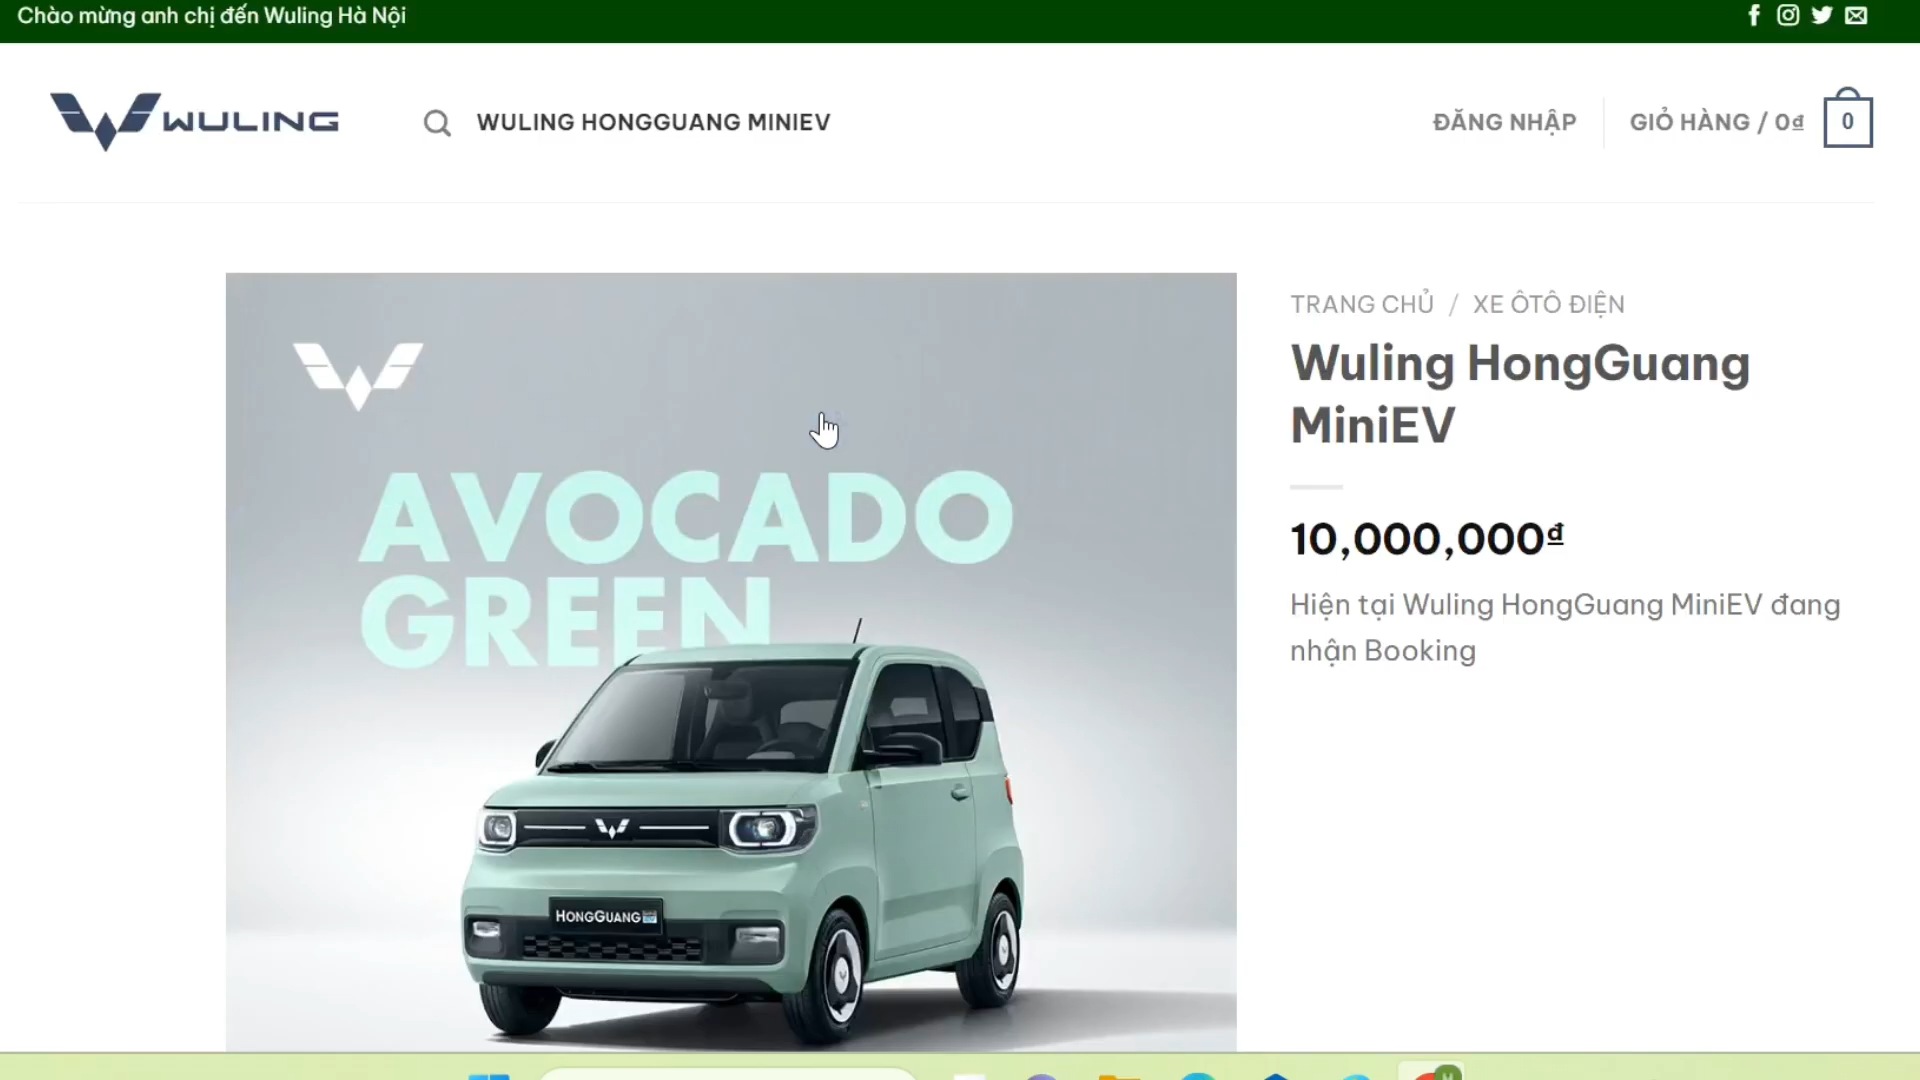 Chào mừng anh chị đến Wuling Hà Nội
WULING
WULING HONGGUANG MINIEV
ĐĂNG NHẬP
GIỎ HÀNG / 0₫
0
TRANG CHỦ / XE ÔTÔ ĐIỆN
Wuling HongGuang
MiniEV
10,000,000₫
Hiện tại Wuling HongGuang MiniEV đang
nhận Booking
AVOCADO
GREEN
HONGGUANG